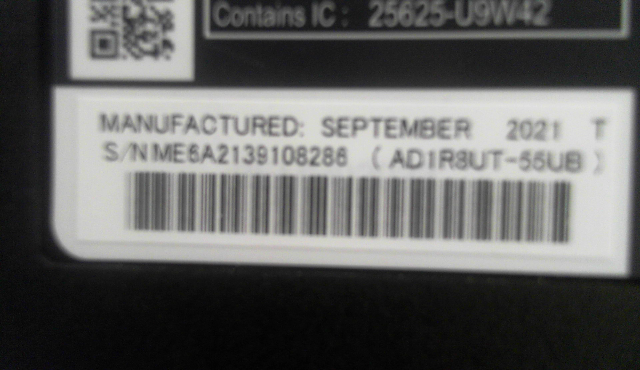 Contains IC : 25625-U9W42
MANUFACTURED: SEPTEMBER 2021 T
S/N ME6A2139108286 ( AD1R8UT-55UB )